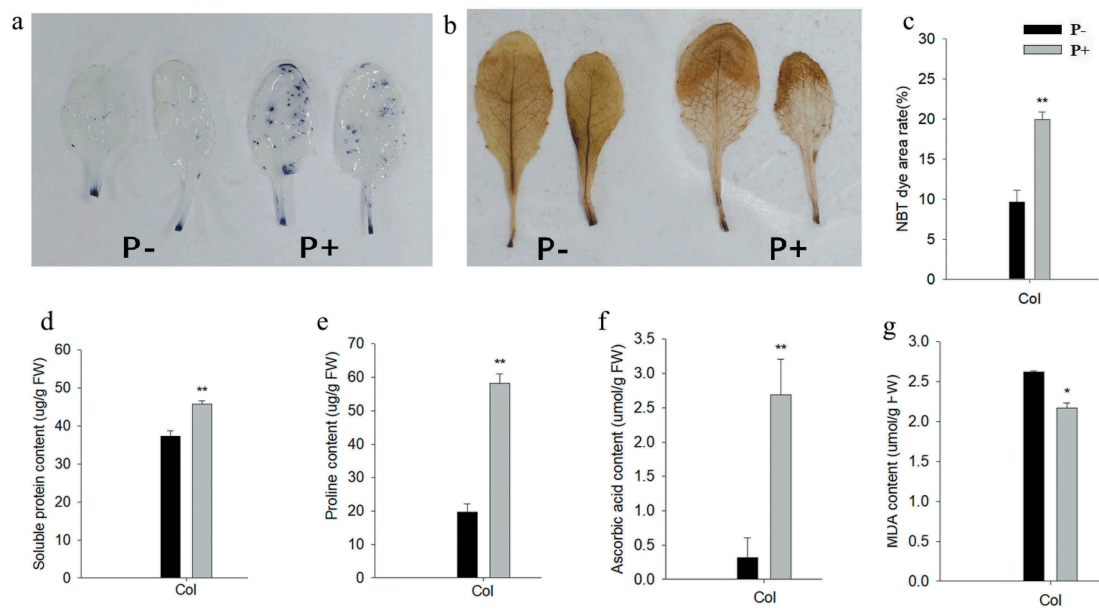 a
P-
P+
b
P-
P+
c
P-
P+
NBT dye area rate(%)
30
25
20
15
10
5
0
**
Col
d
Soluble protein content (ug/g FW)
60
50
40
30
20
10
0
**
Col
e
Proline content (ug/g FW)
70
60
50
40
30
20
10
0
**
Col
f
Ascorbic acid content (umol/g FW)
3.5
3.0
2.5
2.0
1.5
1.0
0.5
0.0
**
Col
g
MDA content (umol/g FW)
3.0
2.5
2.0
1.5
1.0
0.5
0.0
*
Col